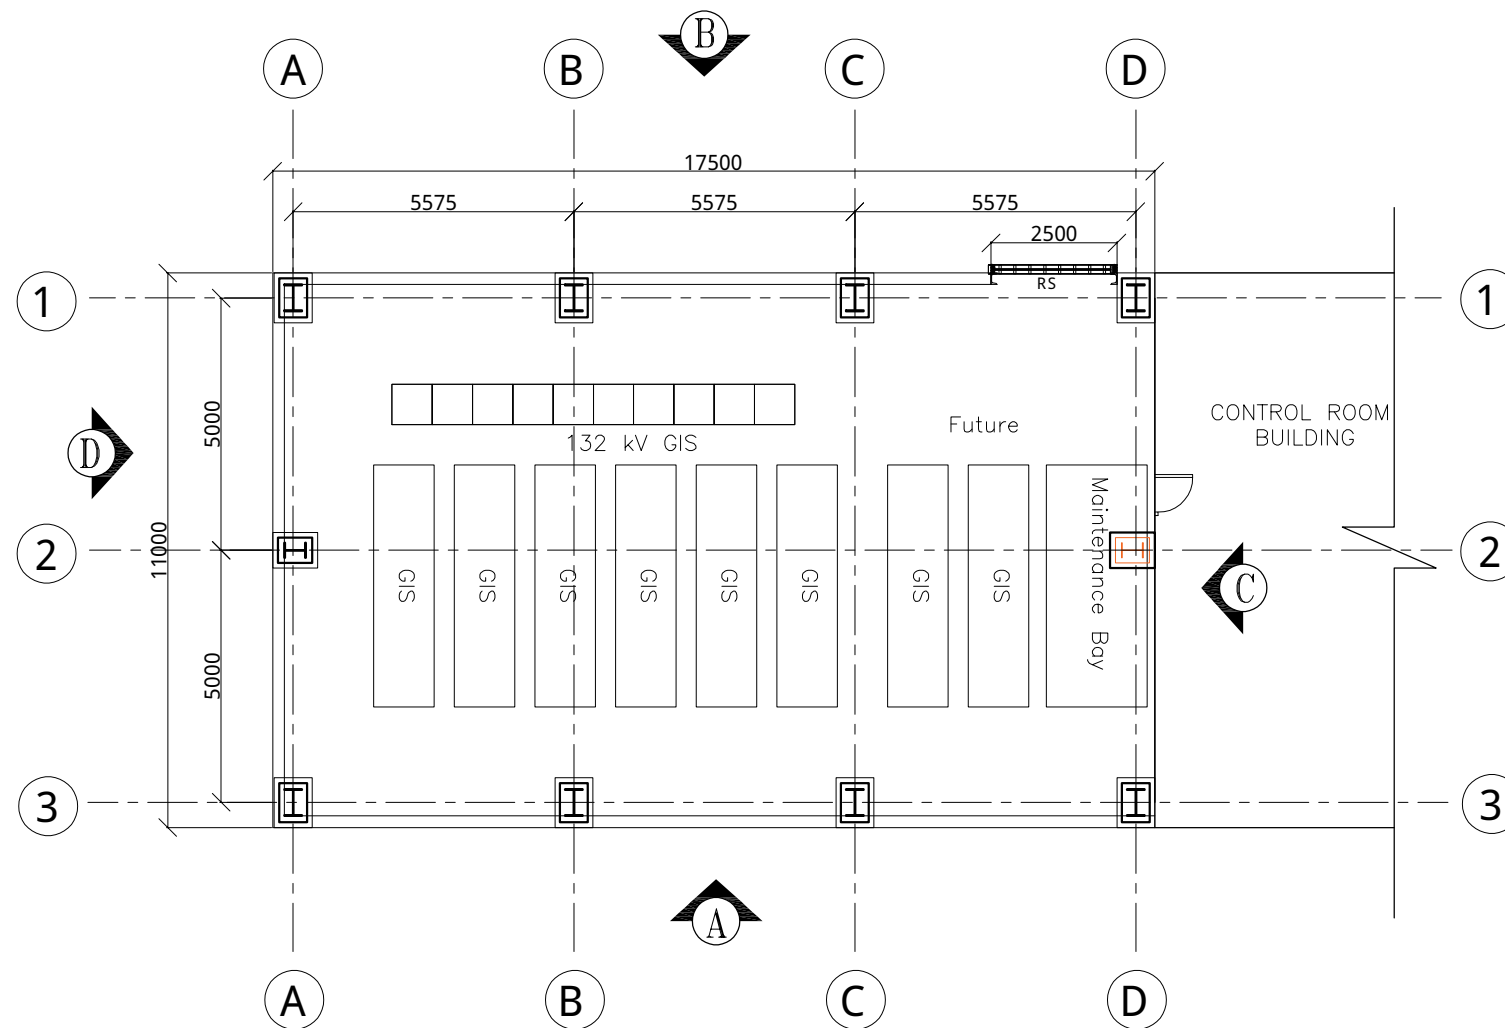 B
A
B
C
D
17500
5575
5575
5575
2500
RS
1
1
5000
132 kV GIS
Future
CONTROL ROOM
BUILDING
D
Maintenance Bay
11000
2
2
GIS
GIS
GIS
GIS
GIS
GIS
GIS
GIS
C
5000
3
3
A
A
B
C
D